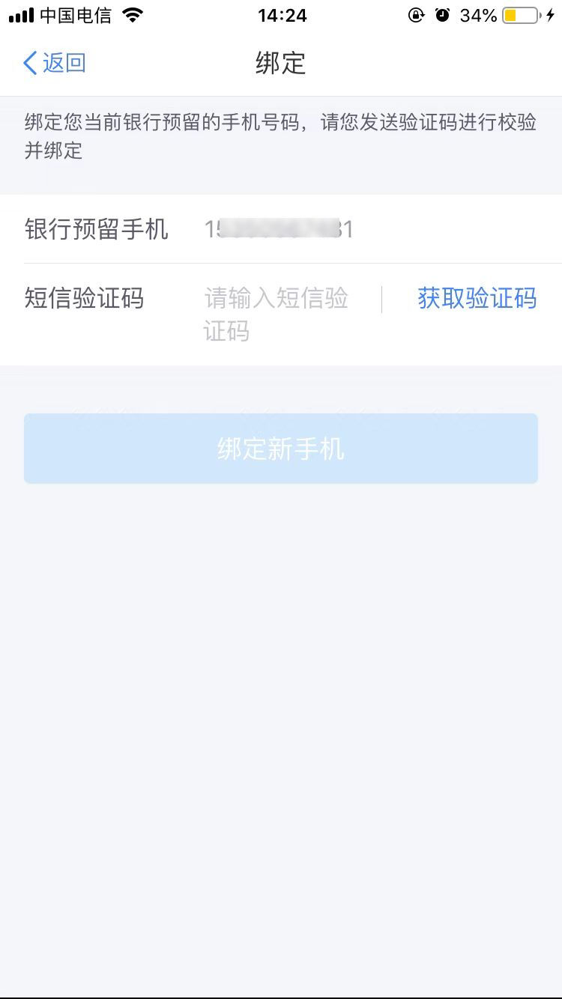 中国电信
14:24
34%
返回
绑定
绑定您当前银行预留的手机号码，请您发送验证码进行校验
并绑定
银行预留手机
短信验证码
请输入短信验
获取验证码
证码
绑定新手机